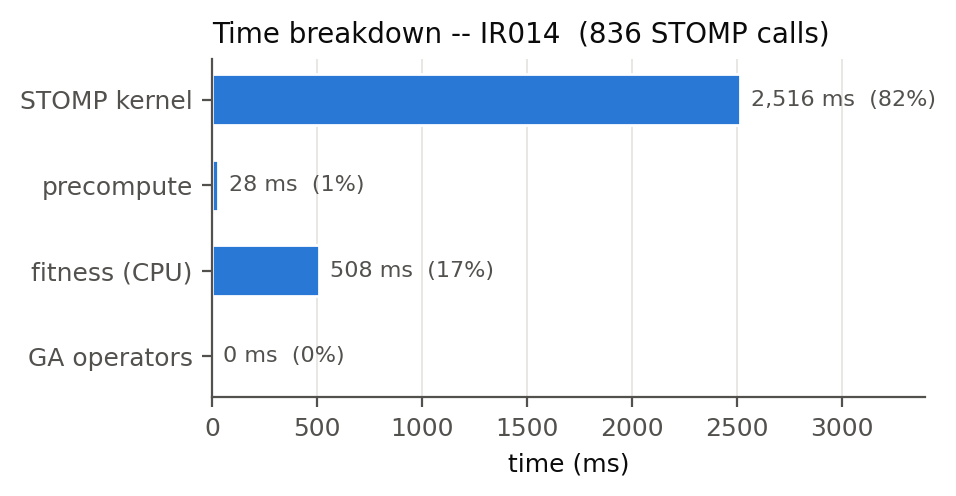 Time breakdown -- IR014  (836 STOMP calls)
STOMP kernel
2,516 ms  (82%)
precompute
28 ms  (1%)
fitness (CPU)
508 ms  (17%)
GA operators
0 ms  (0%)
0 500 1000 1500 2000 2500 3000
time (ms)